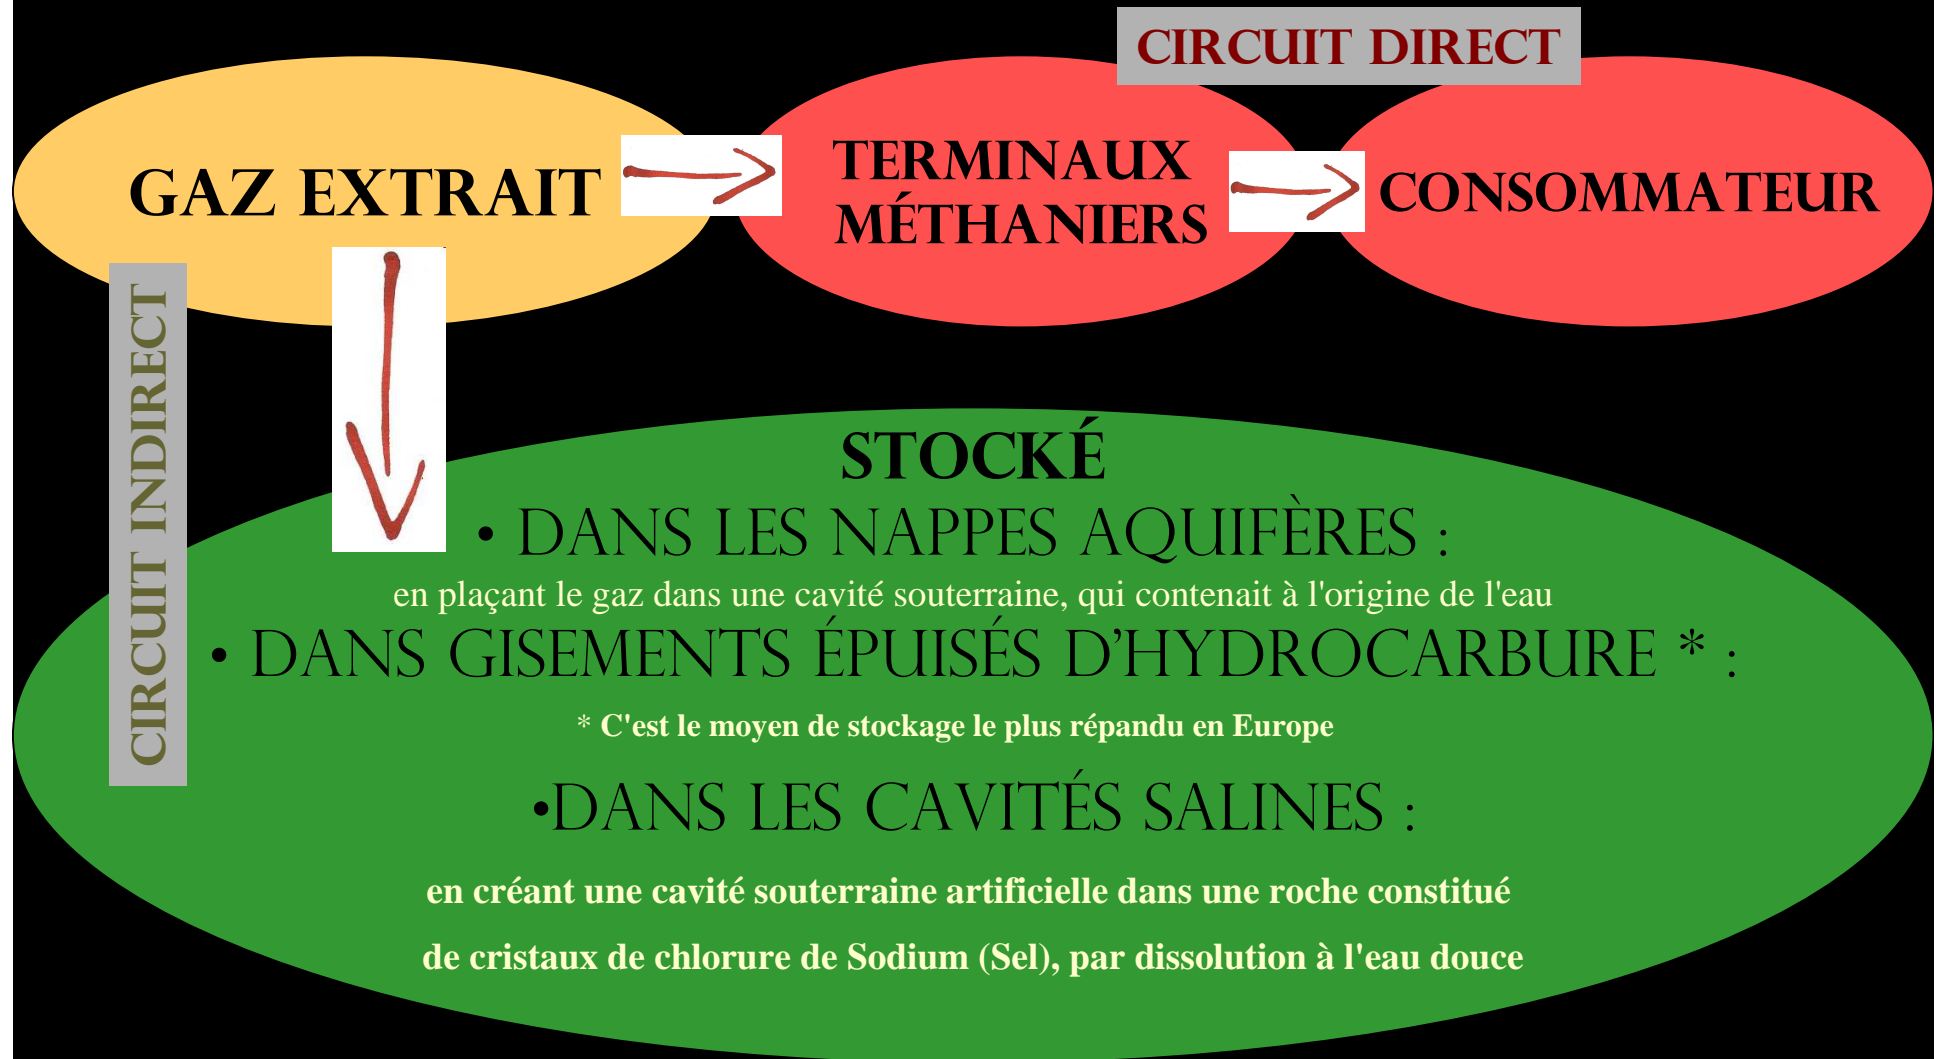 CIRCUIT DIRECT
GAZ EXTRAIT
TERMINAUX
MÉTHANIERS
CONSOMMATEUR
CIRCUIT INDIRECT
STOCKÉ
• DANS LES NAPPES AQUIFÈRES :
en plaçant le gaz dans une cavité souterraine, qui contenait à l'origine de l'eau
• DANS GISEMENTS ÉPUISÉS D'HYDROCARBURE * :
* C'est le moyen de stockage le plus répandu en Europe
•DANS LES CAVITÉS SALINES :
en créant une cavité souterraine artificielle dans une roche constitué
de cristaux de chlorure de Sodium (Sel), par dissolution à l'eau douce